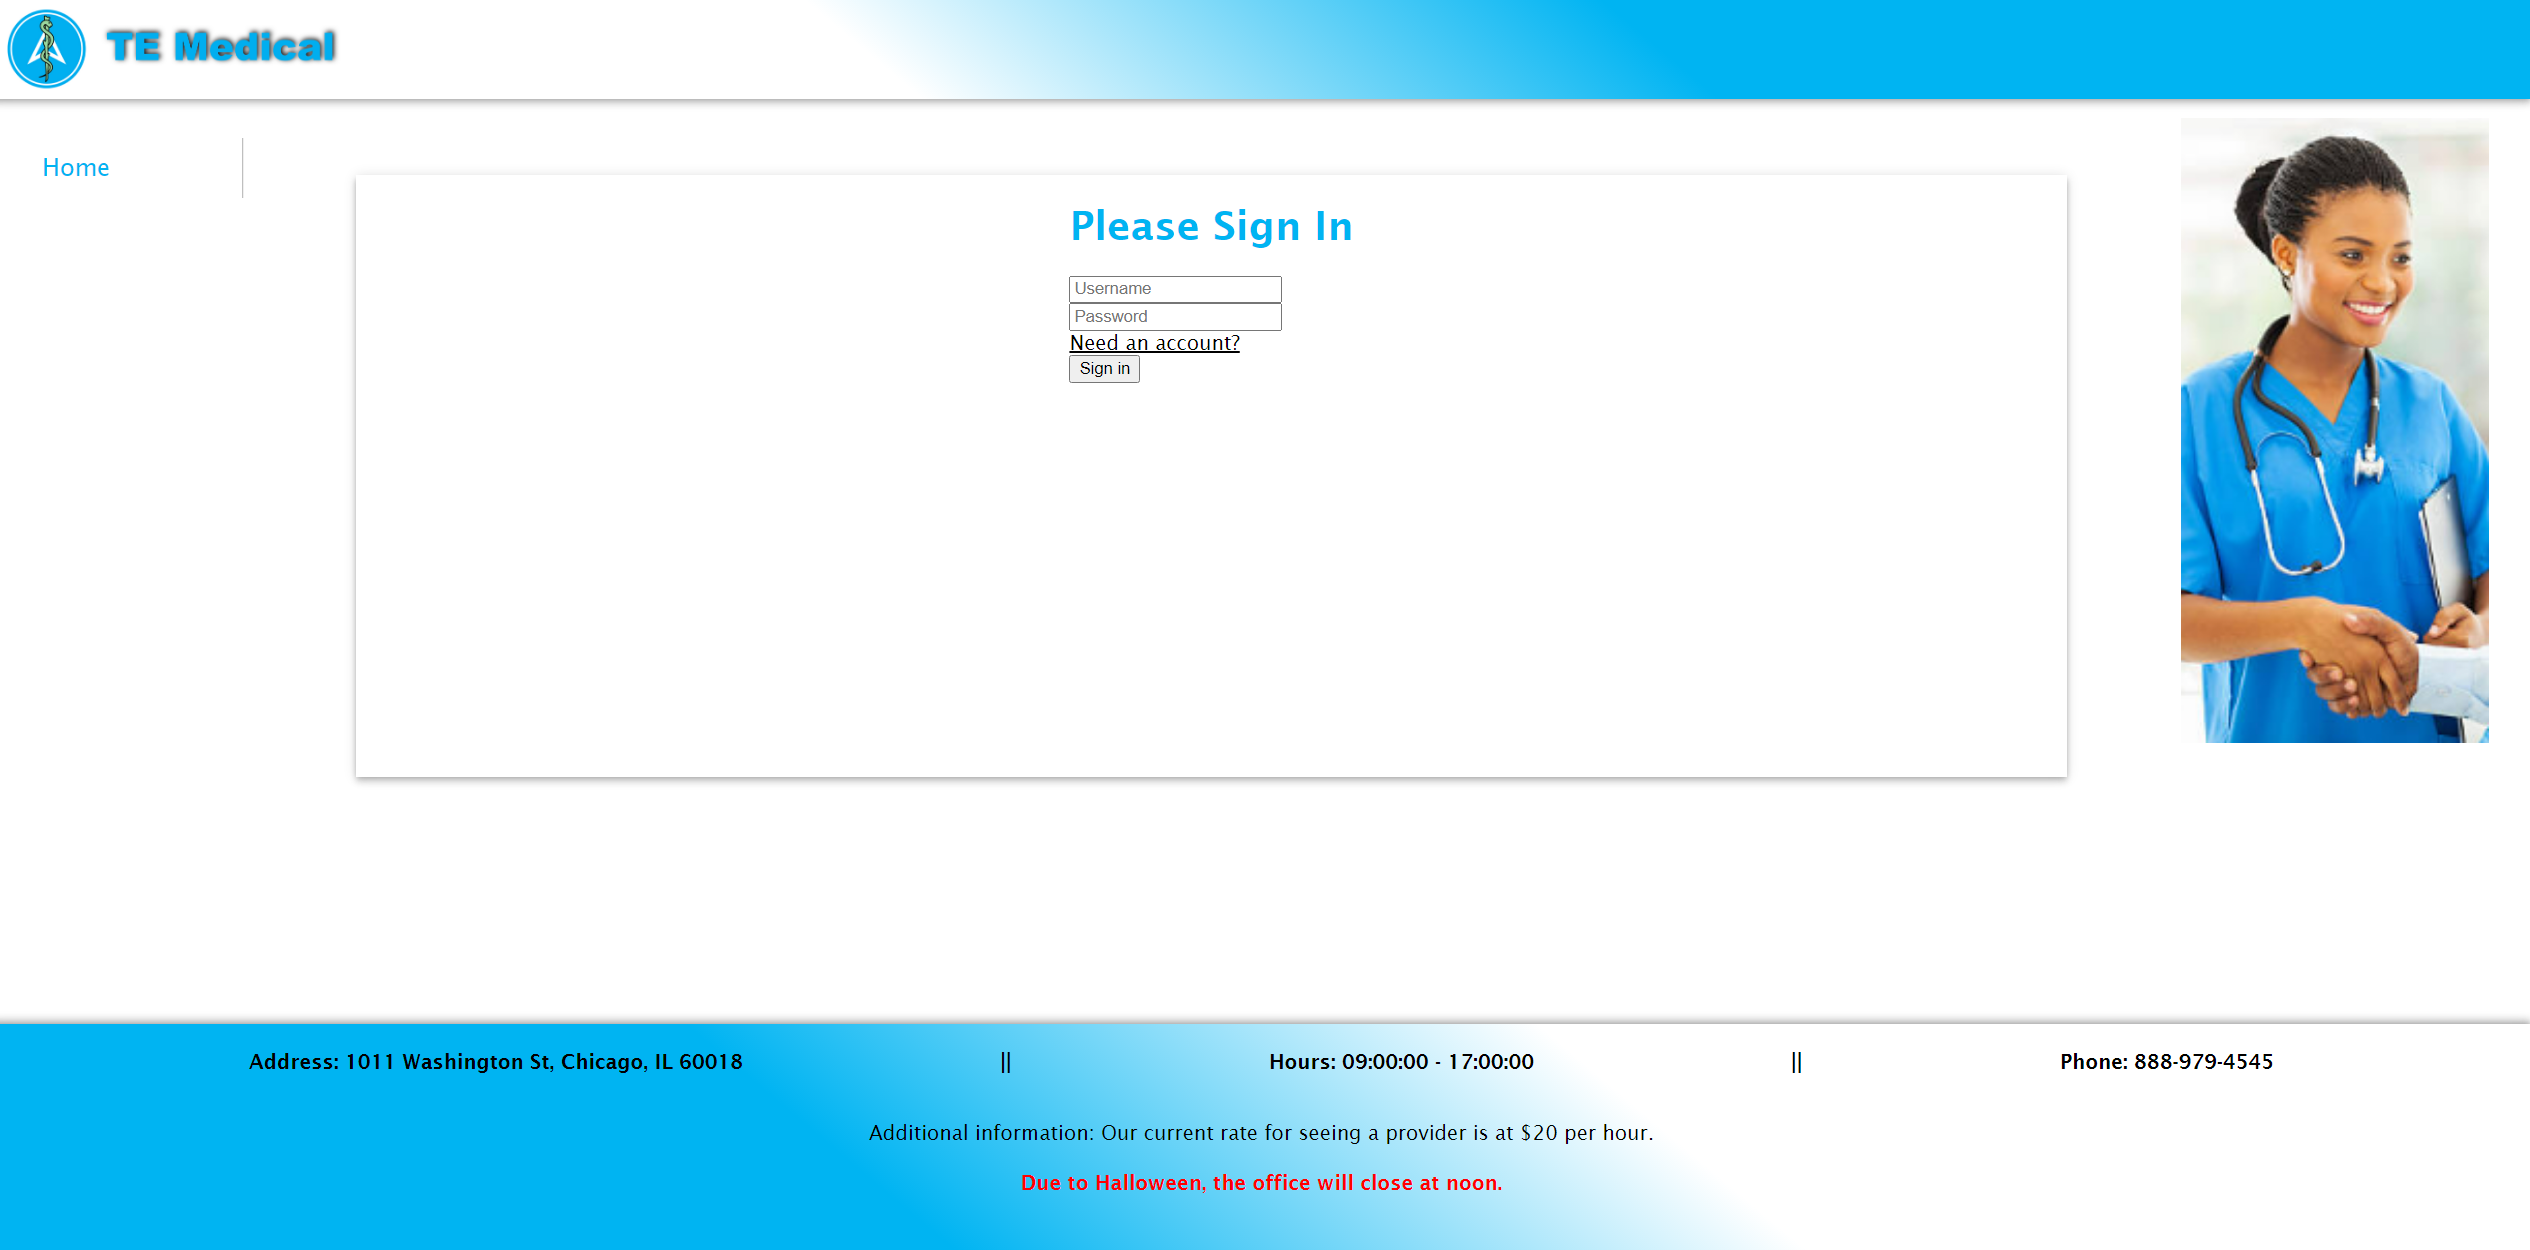 TE Medical
Home
Please Sign In
Username
Password
Need an account?
Sign in
Address: 1011 Washington St, Chicago, IL 60018 || Hours: 09:00:00 - 17:00:00 || Phone: 888-979-4545
Additional information: Our current rate for seeing a provider is at $20 per hour.
Due to Halloween, the office will close at noon.